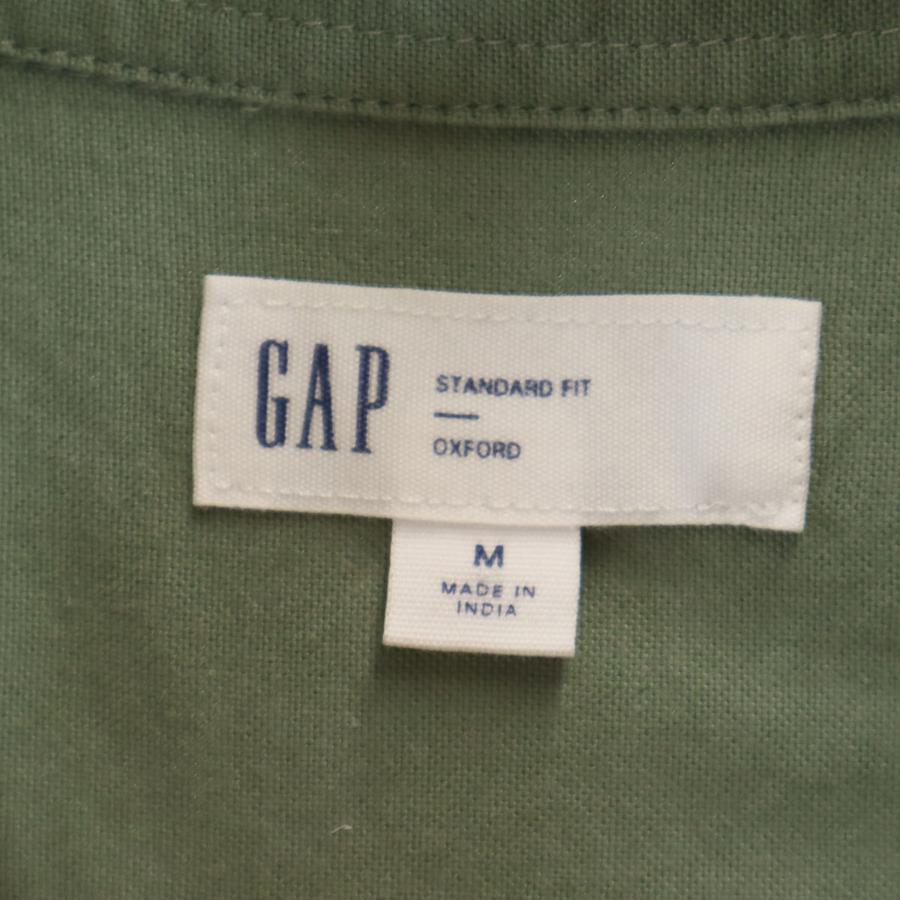 GAP
STANDARD FIT
OXFORD
M
MADE IN
INDIA